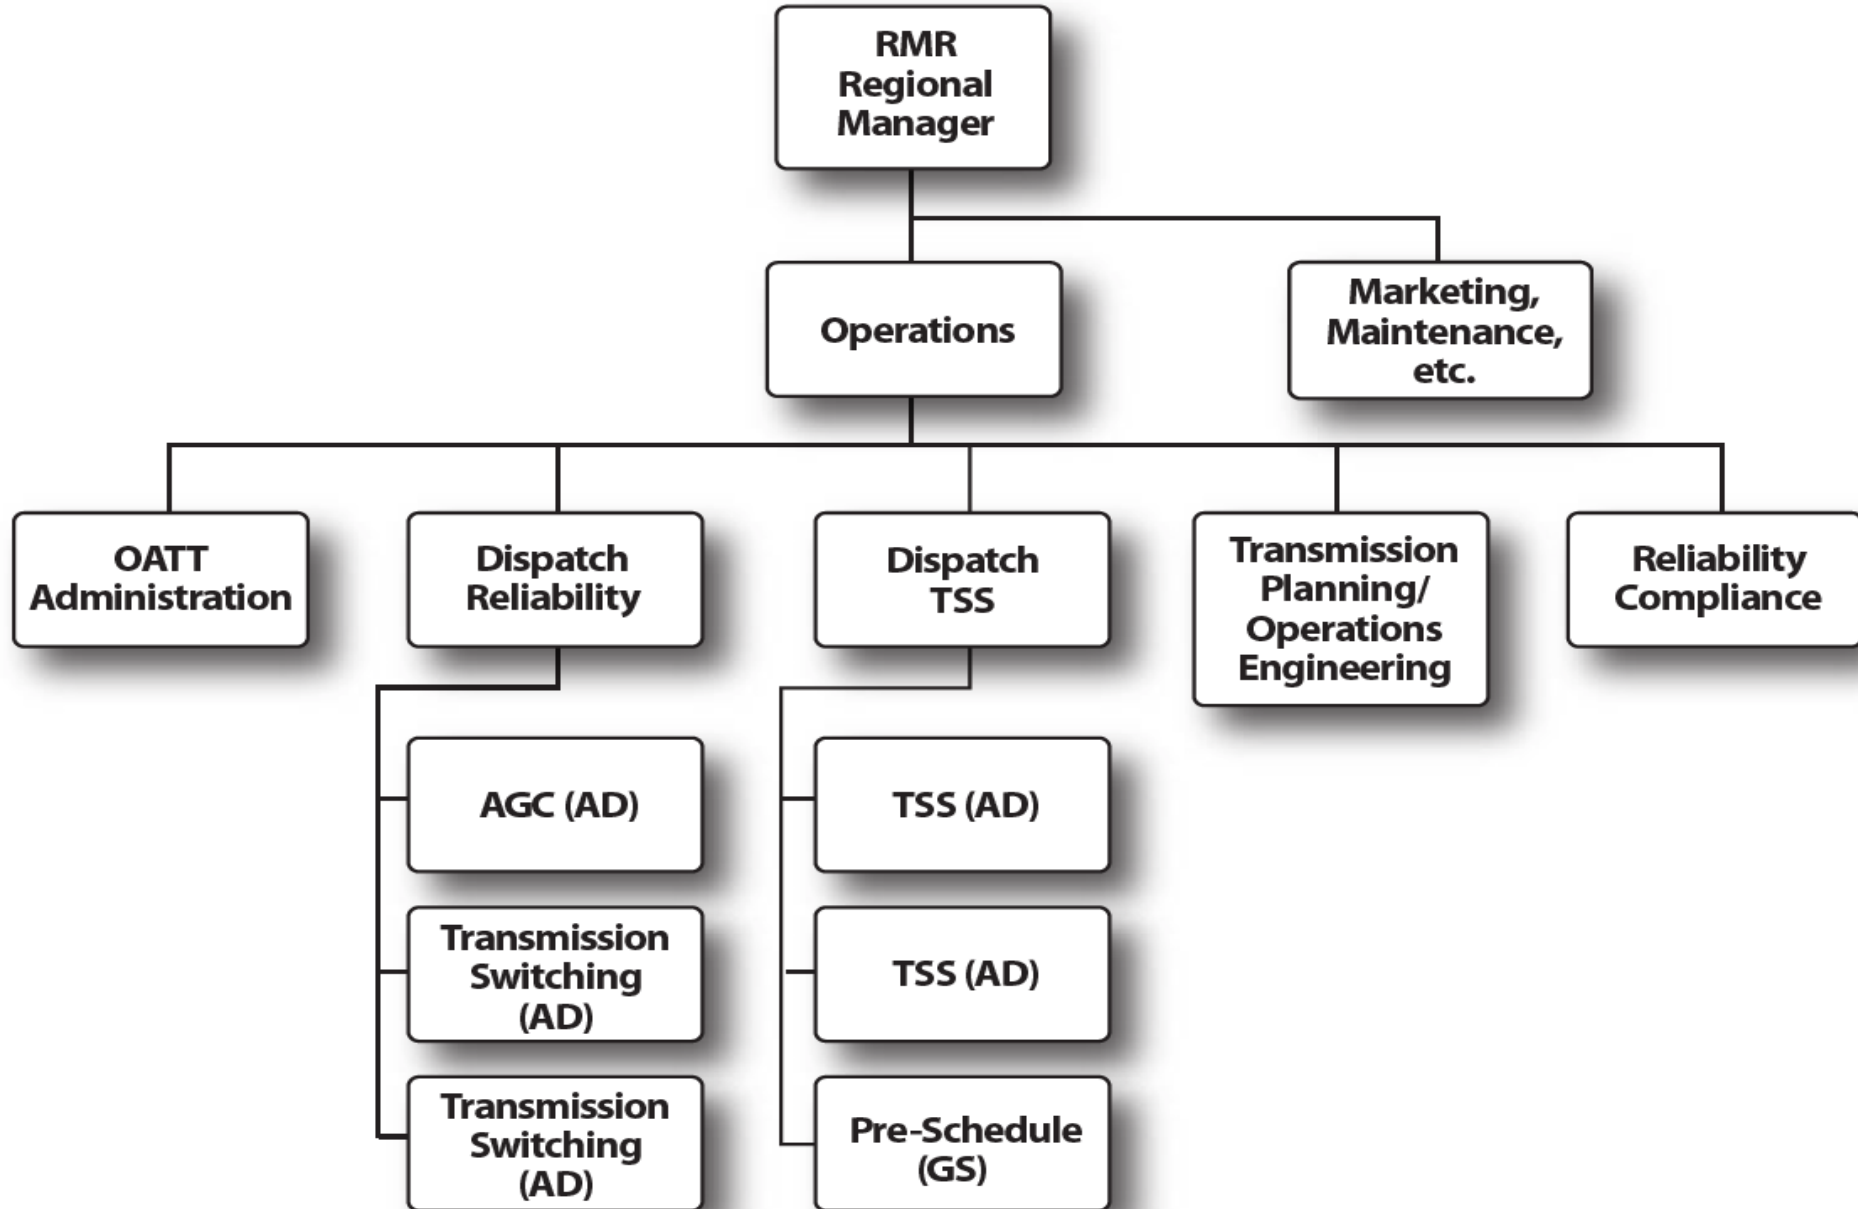 RMR
Regional
Manager
Operations
Marketing,
Maintenance,
etc.
OATT
Administration
Dispatch
Reliability
Dispatch
TSS
Transmission
Planning/
Operations
Engineering
Reliability
Compliance
AGC (AD)
TSS (AD)
Transmission
Switching
(AD)
TSS (AD)
Transmission
Switching
(AD)
Pre-Schedule
(GS)